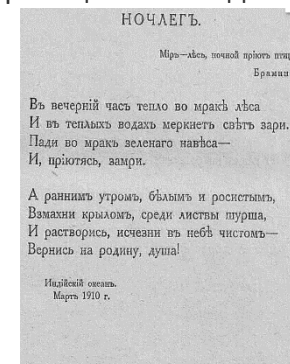 НОЧЛЕГЪ.
Міръ—лѣсъ, ночной пріютъ птиц
Брамин
Въ вечерній часъ тепло во мракѣ лѣса
И въ теплыхъ водахъ меркнетъ свѣтъ зари.
Пади во мракъ зеленаго навѣса—
И, пріютясь, замри.
А раннимъ утромъ, бѣлымъ и росистымъ,
Взмахни крыломъ, среди листвы шурша,
И растворись, исчезни въ небѣ чистомъ—
Вернись на родину, душа!
Индійскій океанъ.
Мартъ 1910 г.